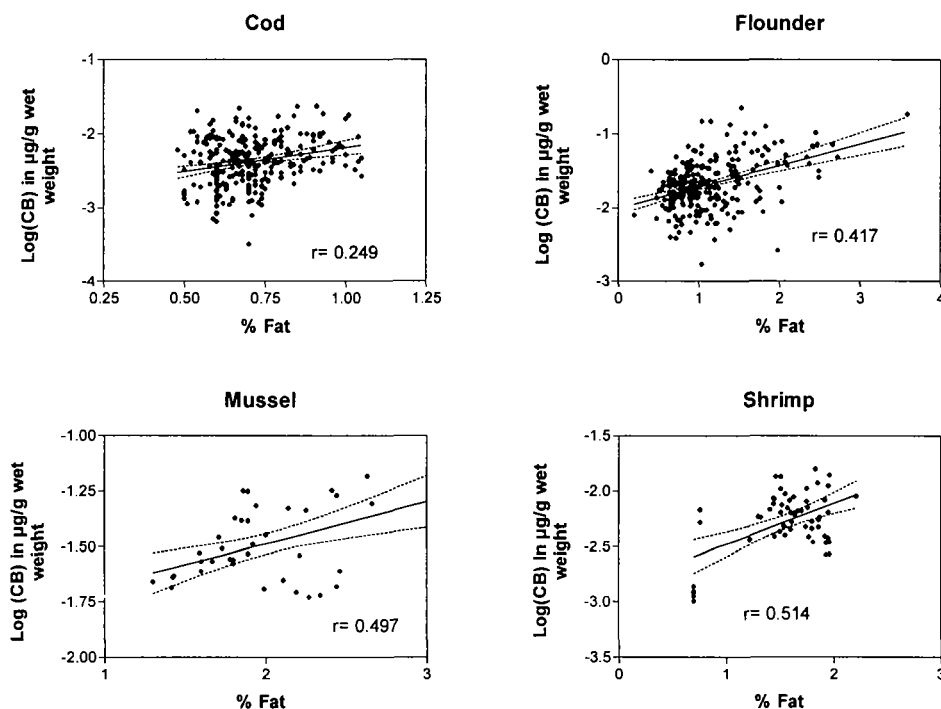 Cod
Log(CB) in µg/g wet
weight
-1
-2
-3
-4
r= 0.249
0.25
0.50
0.75
1.00
1.25
% Fat
Flounder
Log (CB) in µg/g wet
weight
0
-1
-2
-3
r= 0.417
0
1
2
3
4
% Fat
Mussel
Log (CB) in µg/g wet
weight
-1.00
-1.25
-1.50
-1.75
-2.00
r= 0.497
1
2
3
% Fat
Shrimp
Log(CB) in µg/g wet
weight
-1.5
-2.0
-2.5
-3.0
-3.5
r= 0.514
0
1
2
3
% Fat